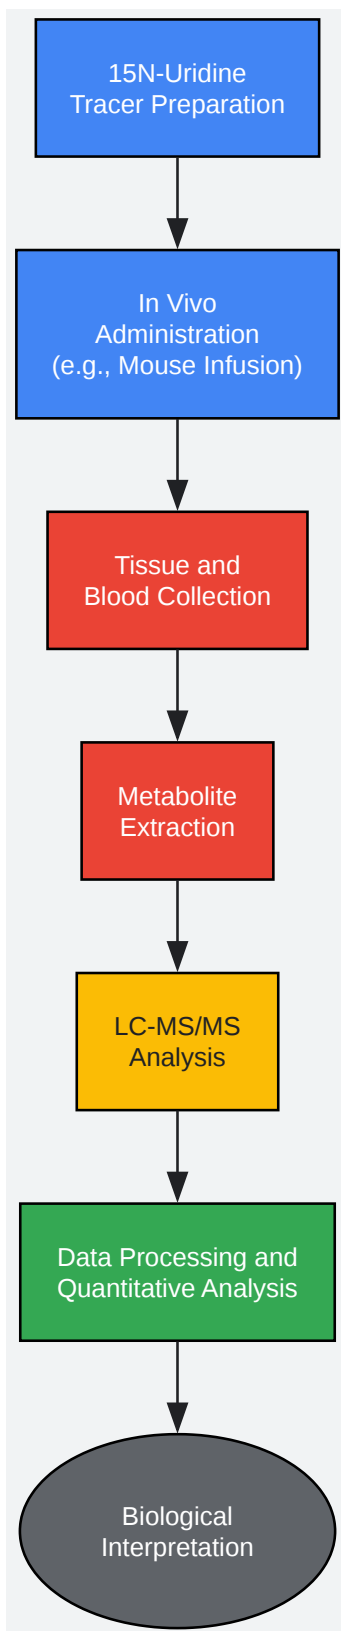 15N-Uridine
Tracer Preparation
In Vivo
Administration
(e.g., Mouse Infusion)
Tissue and
Blood Collection
Metabolite
Extraction
LC-MS/MS
Analysis
Data Processing and
Quantitative Analysis
Biological
Interpretation